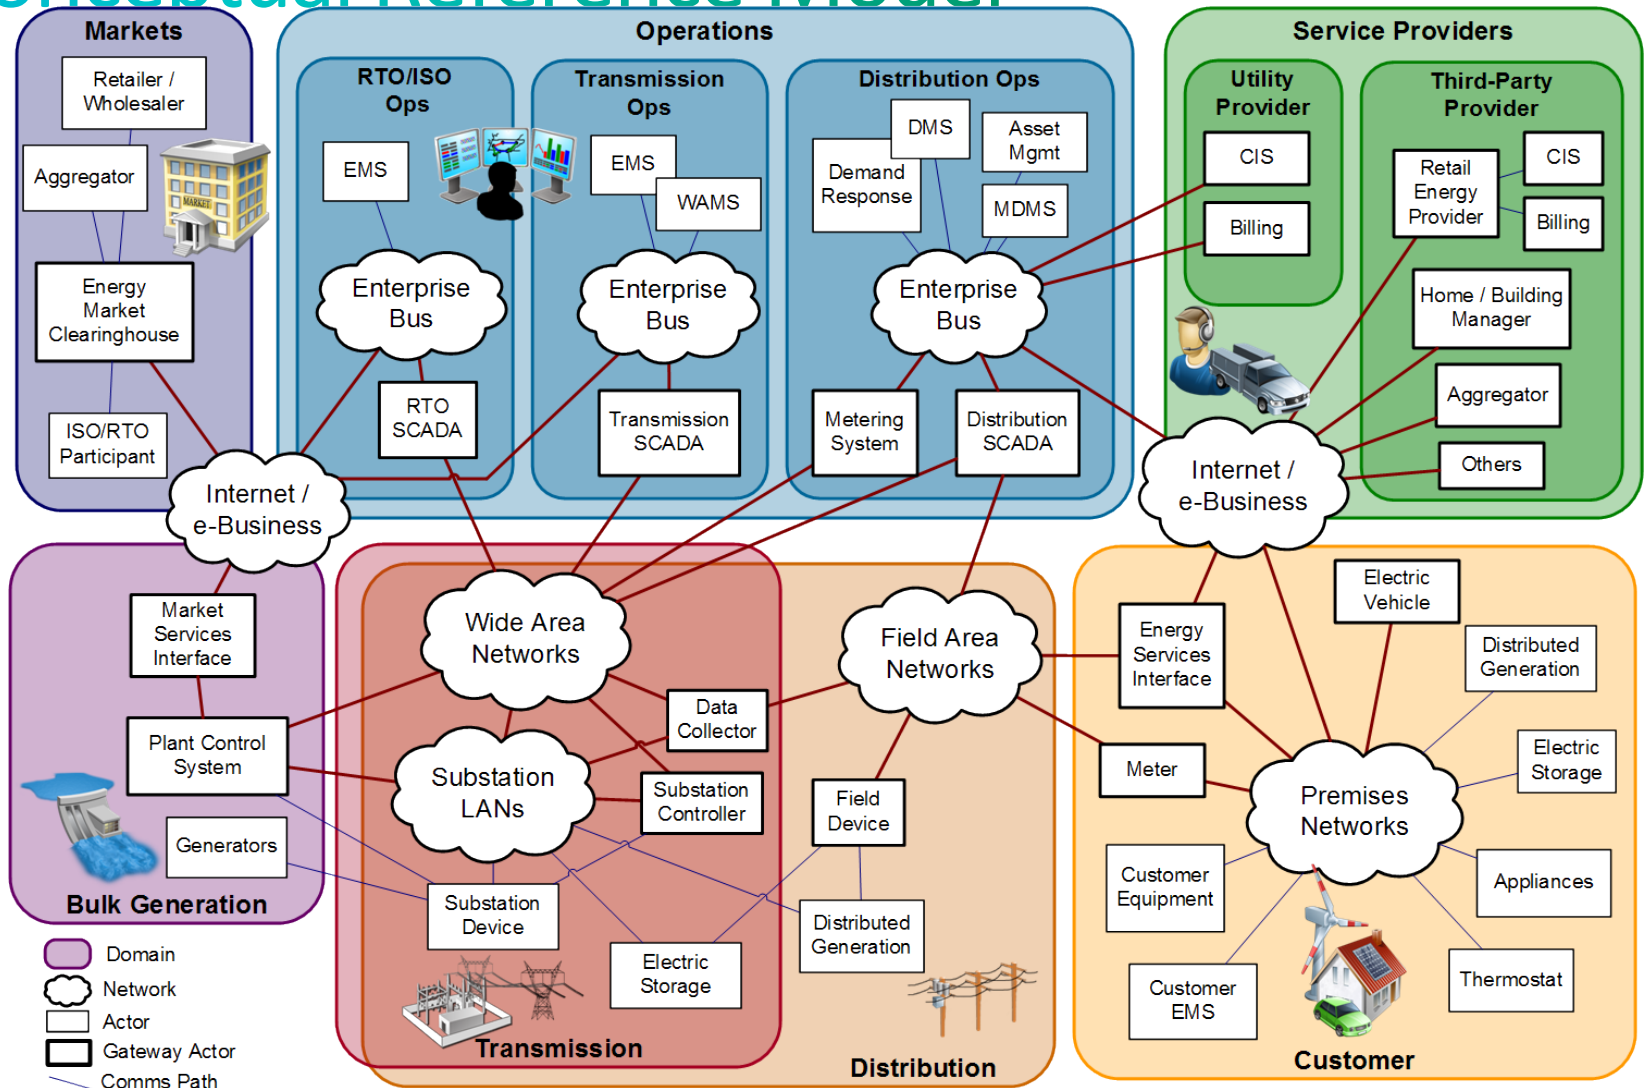 onceptual Reference Model
Markets
Retailer /
Wholesaler
Aggregator
MARKET
Energy
Market
Clearinghouse
ISO/RTO
Participant
Internet /
e-Business
Operations
RTO/ISO
Ops
EMS
Enterprise
Bus
RTO
SCADA
Transmission
Ops
EMS
WAMS
Enterprise
Bus
Transmission
SCADA
Distribution Ops
DMS
Asset
Mgmt
Demand
Response
MDMS
Enterprise
Bus
Metering
System
Distribution
SCADA
Service Providers
Utility
Provider
CIS
Billing
Third-Party
Provider
Retail
Energy
Provider
CIS
Billing
Home / Building
Manager
Aggregator
Others
Internet /
e-Business
Market
Services
Interface
Plant Control
System
Generators
Bulk Generation
Wide Area
Networks
Substation
LANs
Data
Collector
Substation
Controller
Substation
Device
Electric
Storage
Transmission
Field Area
Networks
Field
Device
Distributed
Generation
Distribution
Energy
Services
Interface
Meter
Electric
Vehicle
Distributed
Generation
Electric
Storage
Premises
Networks
Customer
Equipment
Appliances
Customer
EMS
Thermostat
Customer
Domain
Network
Actor
Gateway Actor
Comms Path